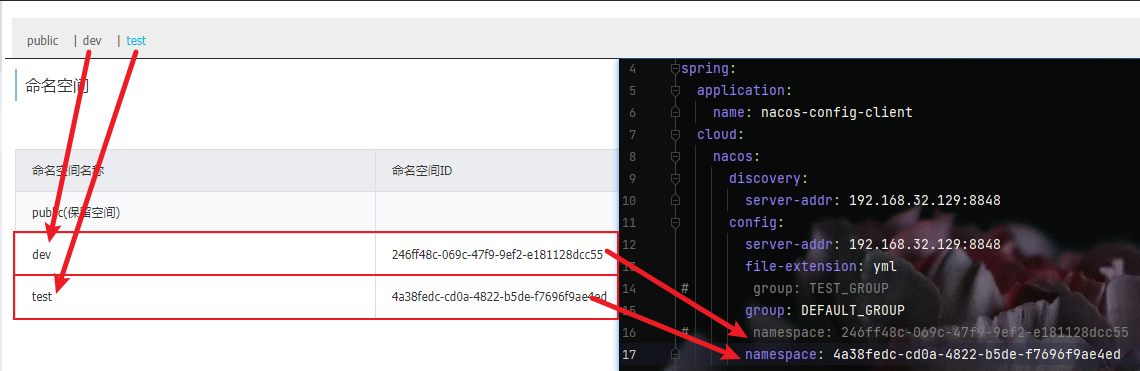 public | dev | test
命名空间
命名空间名称 命名空间ID
public(保留空间)
dev 246ff48c-069c-47f9-9ef2-e181128dcc55
test 4a38fedc-cd0a-4822-b5de-f7696f9ae4ed
4 spring:
5 application:
6 name: nacos-config-client
7 cloud:
8 nacos:
9 discovery:
10 server-addr: 192.168.32.129:8848
11 config:
12 server-addr: 192.168.32.129:8848
13 file-extension: yml
14 # group: TEST_GROUP
15 group: DEFAULT_GROUP
16 # namespace: 246ff48c-069c-47f9-9ef2-e181128dcc55
17 namespace: 4a38fedc-cd0a-4822-b5de-f7696f9ae4ed